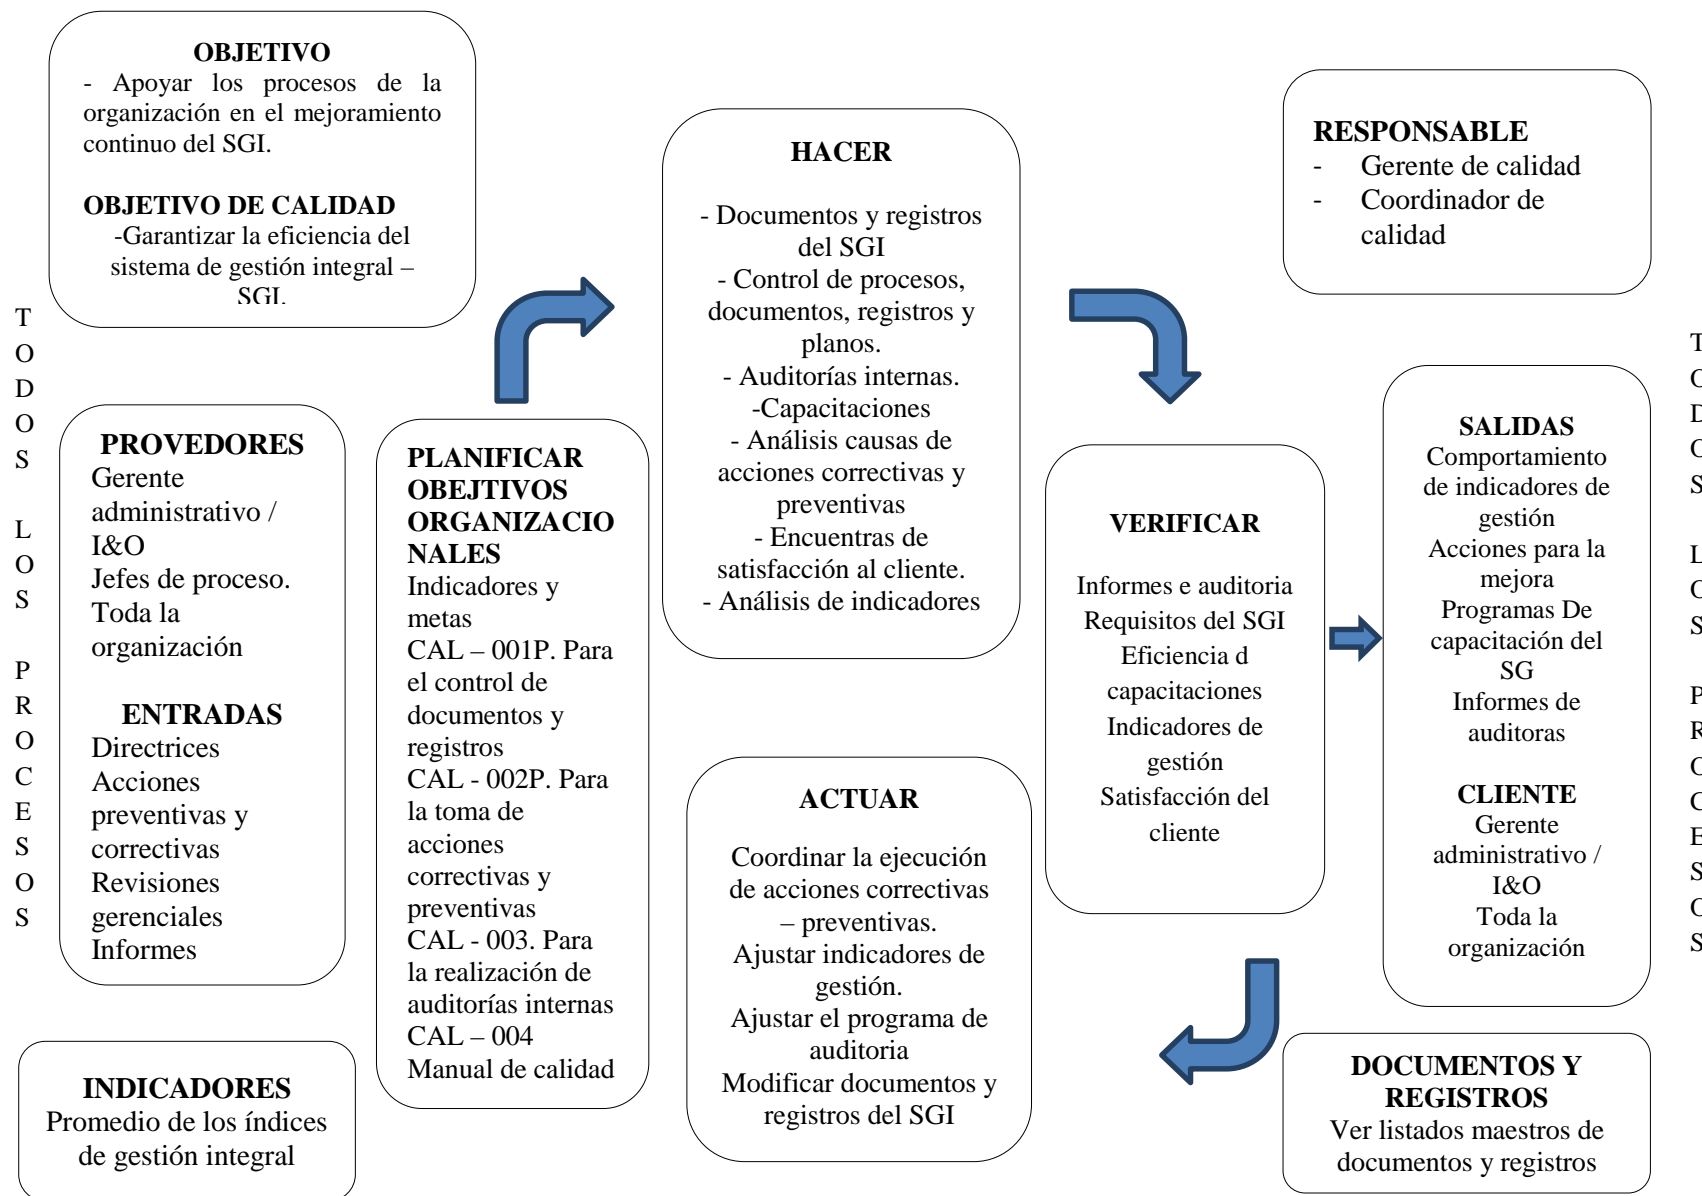 OBJETIVO
- Apoyar los procesos de la
organización en el mejoramiento
continuo del SGI.
OBJETIVO DE CALIDAD
-Garantizar la eficiencia del
sistema de gestión integral –
SGI.
HACER
- Documentos y registros
del SGI
- Control de procesos,
documentos, registros y
planos.
- Auditorías internas.
-Capacitaciones
- Análisis causas de
acciones correctivas y
preventivas
- Encuentras de
satisfacción al cliente.
- Análisis de indicadores
RESPONSABLE
- Gerente de calidad
- Coordinador de
calidad
T
O
D
O
S
L
O
S
P
R
O
C
E
S
O
S
PROVEDORES
Gerente
administrativo /
I&O
Jefes de proceso.
Toda la
organización
ENTRADAS
Directrices
Acciones
preventivas y
correctivas
Revisiones
gerenciales
Informes
PLANIFICAR
OBEJTIVOS
ORGANIZACIO
NALES
Indicadores y
metas
CAL – 001P. Para
el control de
documentos y
registros
CAL - 002P. Para
la toma de
acciones
correctivas y
preventivas
CAL - 003. Para
la realización de
auditorías internas
CAL – 004
Manual de calidad
VERIFICAR
Informes e auditoria
Requisitos del SGI
Eficiencia d
capacitaciones
Indicadores de
gestión
Satisfacción del
cliente
SALIDAS
Comportamiento
de indicadores de
gestión
Acciones para la
mejora
Programas De
capacitación del
SG
Informes de
auditoras
CLIENTE
Gerente
administrativo /
I&O
Toda la
organización
T
O
D
O
S
L
O
S
P
R
O
C
E
S
O
S
ACTUAR
Coordinar la ejecución
de acciones correctivas
– preventivas.
Ajustar indicadores de
gestión.
Ajustar el programa de
auditoria
Modificar documentos y
registros del SGI
INDICADORES
Promedio de los índices
de gestión integral
DOCUMENTOS Y
REGISTROS
Ver listados maestros de
documentos y registros